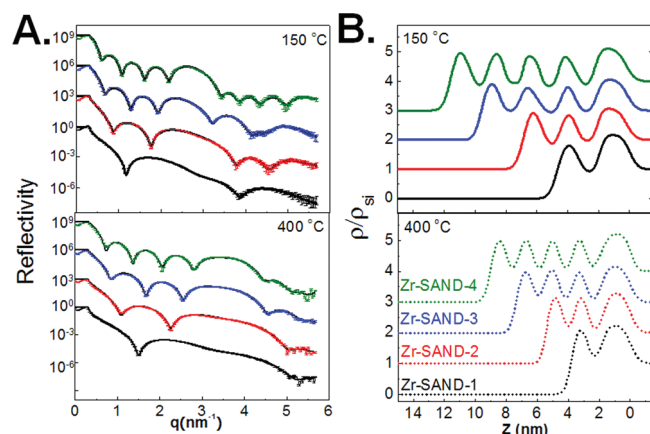 A.
150 °C
10⁹
10⁶
10³
10⁰
10⁻³
10⁻⁶
400 °C
10⁹
10⁶
10³
10⁰
10⁻³
10⁻⁶
Reflectivity
0 1 2 3 4 5 6
q(nm⁻¹)
B.
150 °C
5
4
3
2
1
0
400 °C
5
4
3
2
1
0
Zr-SAND-4
Zr-SAND-3
Zr-SAND-2
Zr-SAND-1
ρ/ρsi
14 12 10 8 6 4 2 0
z (nm)